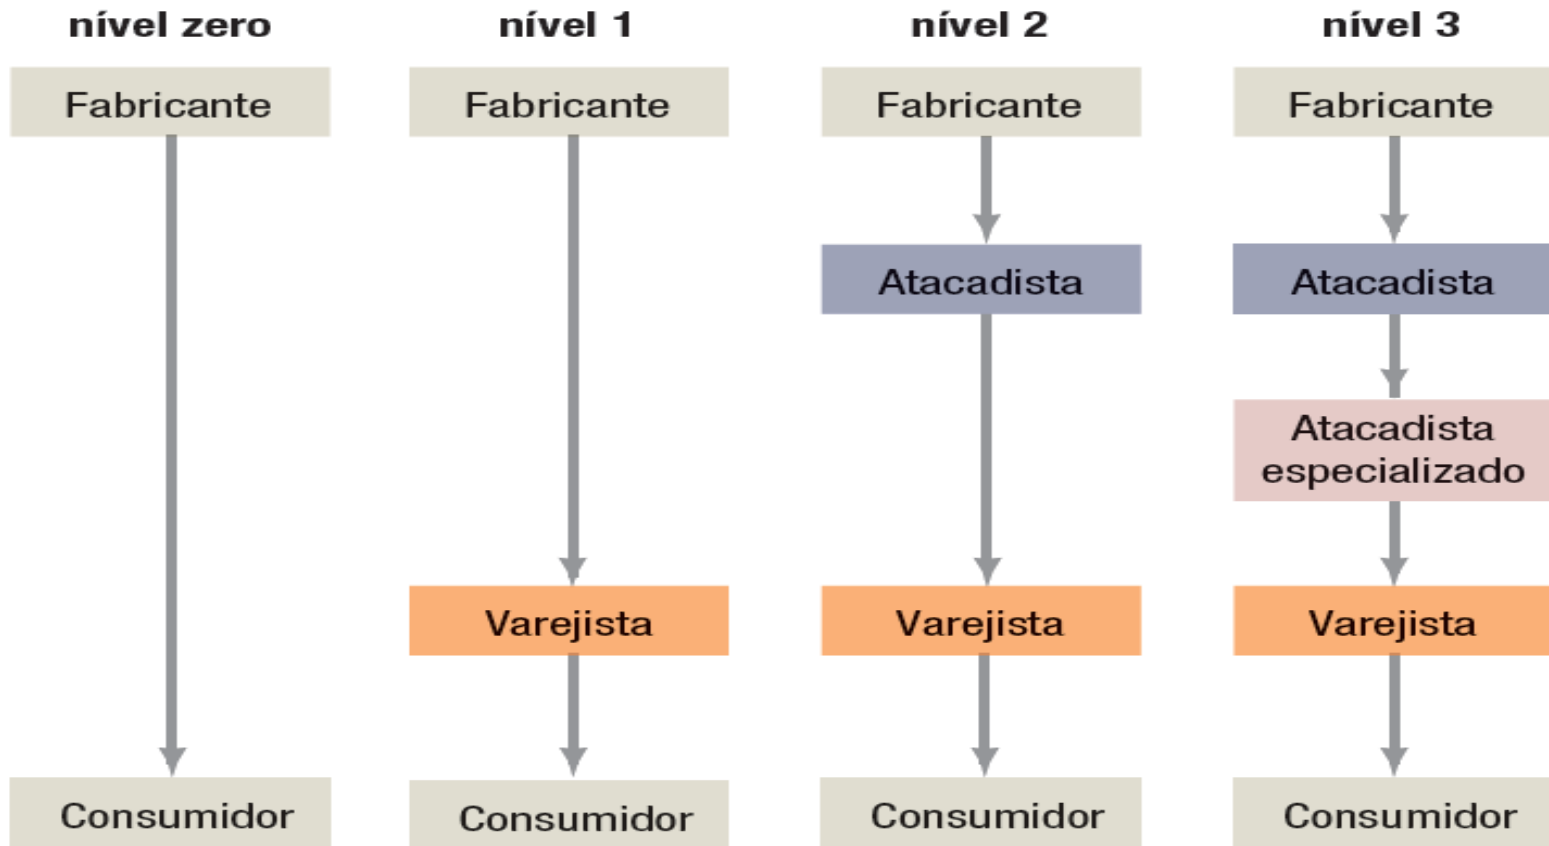 nível zero
nível 1
nível 2
nível 3
Fabricante
Fabricante
Fabricante
Fabricante
Atacadista
Atacadista
Atacadista
especializado
Varejista
Varejista
Varejista
Consumidor
Consumidor
Consumidor
Consumidor